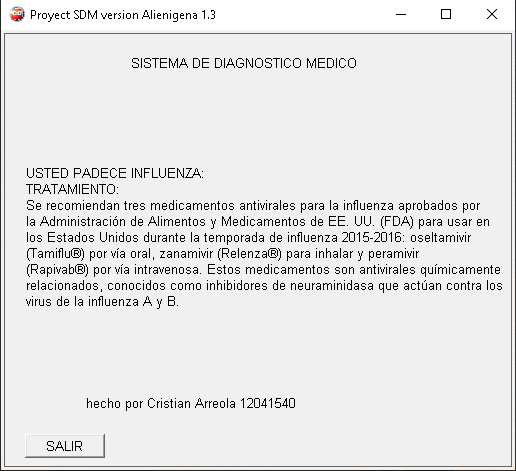 Proyect SDM version Alienigena 1.3
SISTEMA DE DIAGNOSTICO MEDICO
USTED PADECE INFLUENZA:
TRATAMIENTO:
Se recomiendan tres medicamentos antivirales para la influenza aprobados por
la Administración de Alimentos y Medicamentos de EE. UU. (FDA) para usar en
los Estados Unidos durante la temporada de influenza 2015-2016: oseltamivir
(Tamiflu®) por vía oral, zanamivir (Relenza®) para inhalar y peramivir
(Rapivab®) por vía intravenosa. Estos medicamentos son antivirales químicamente
relacionados, conocidos como inhibidores de neuraminidasa que actúan contra los
virus de la influenza A y B.
hecho por Cristian Arreola 12041540
SALIR